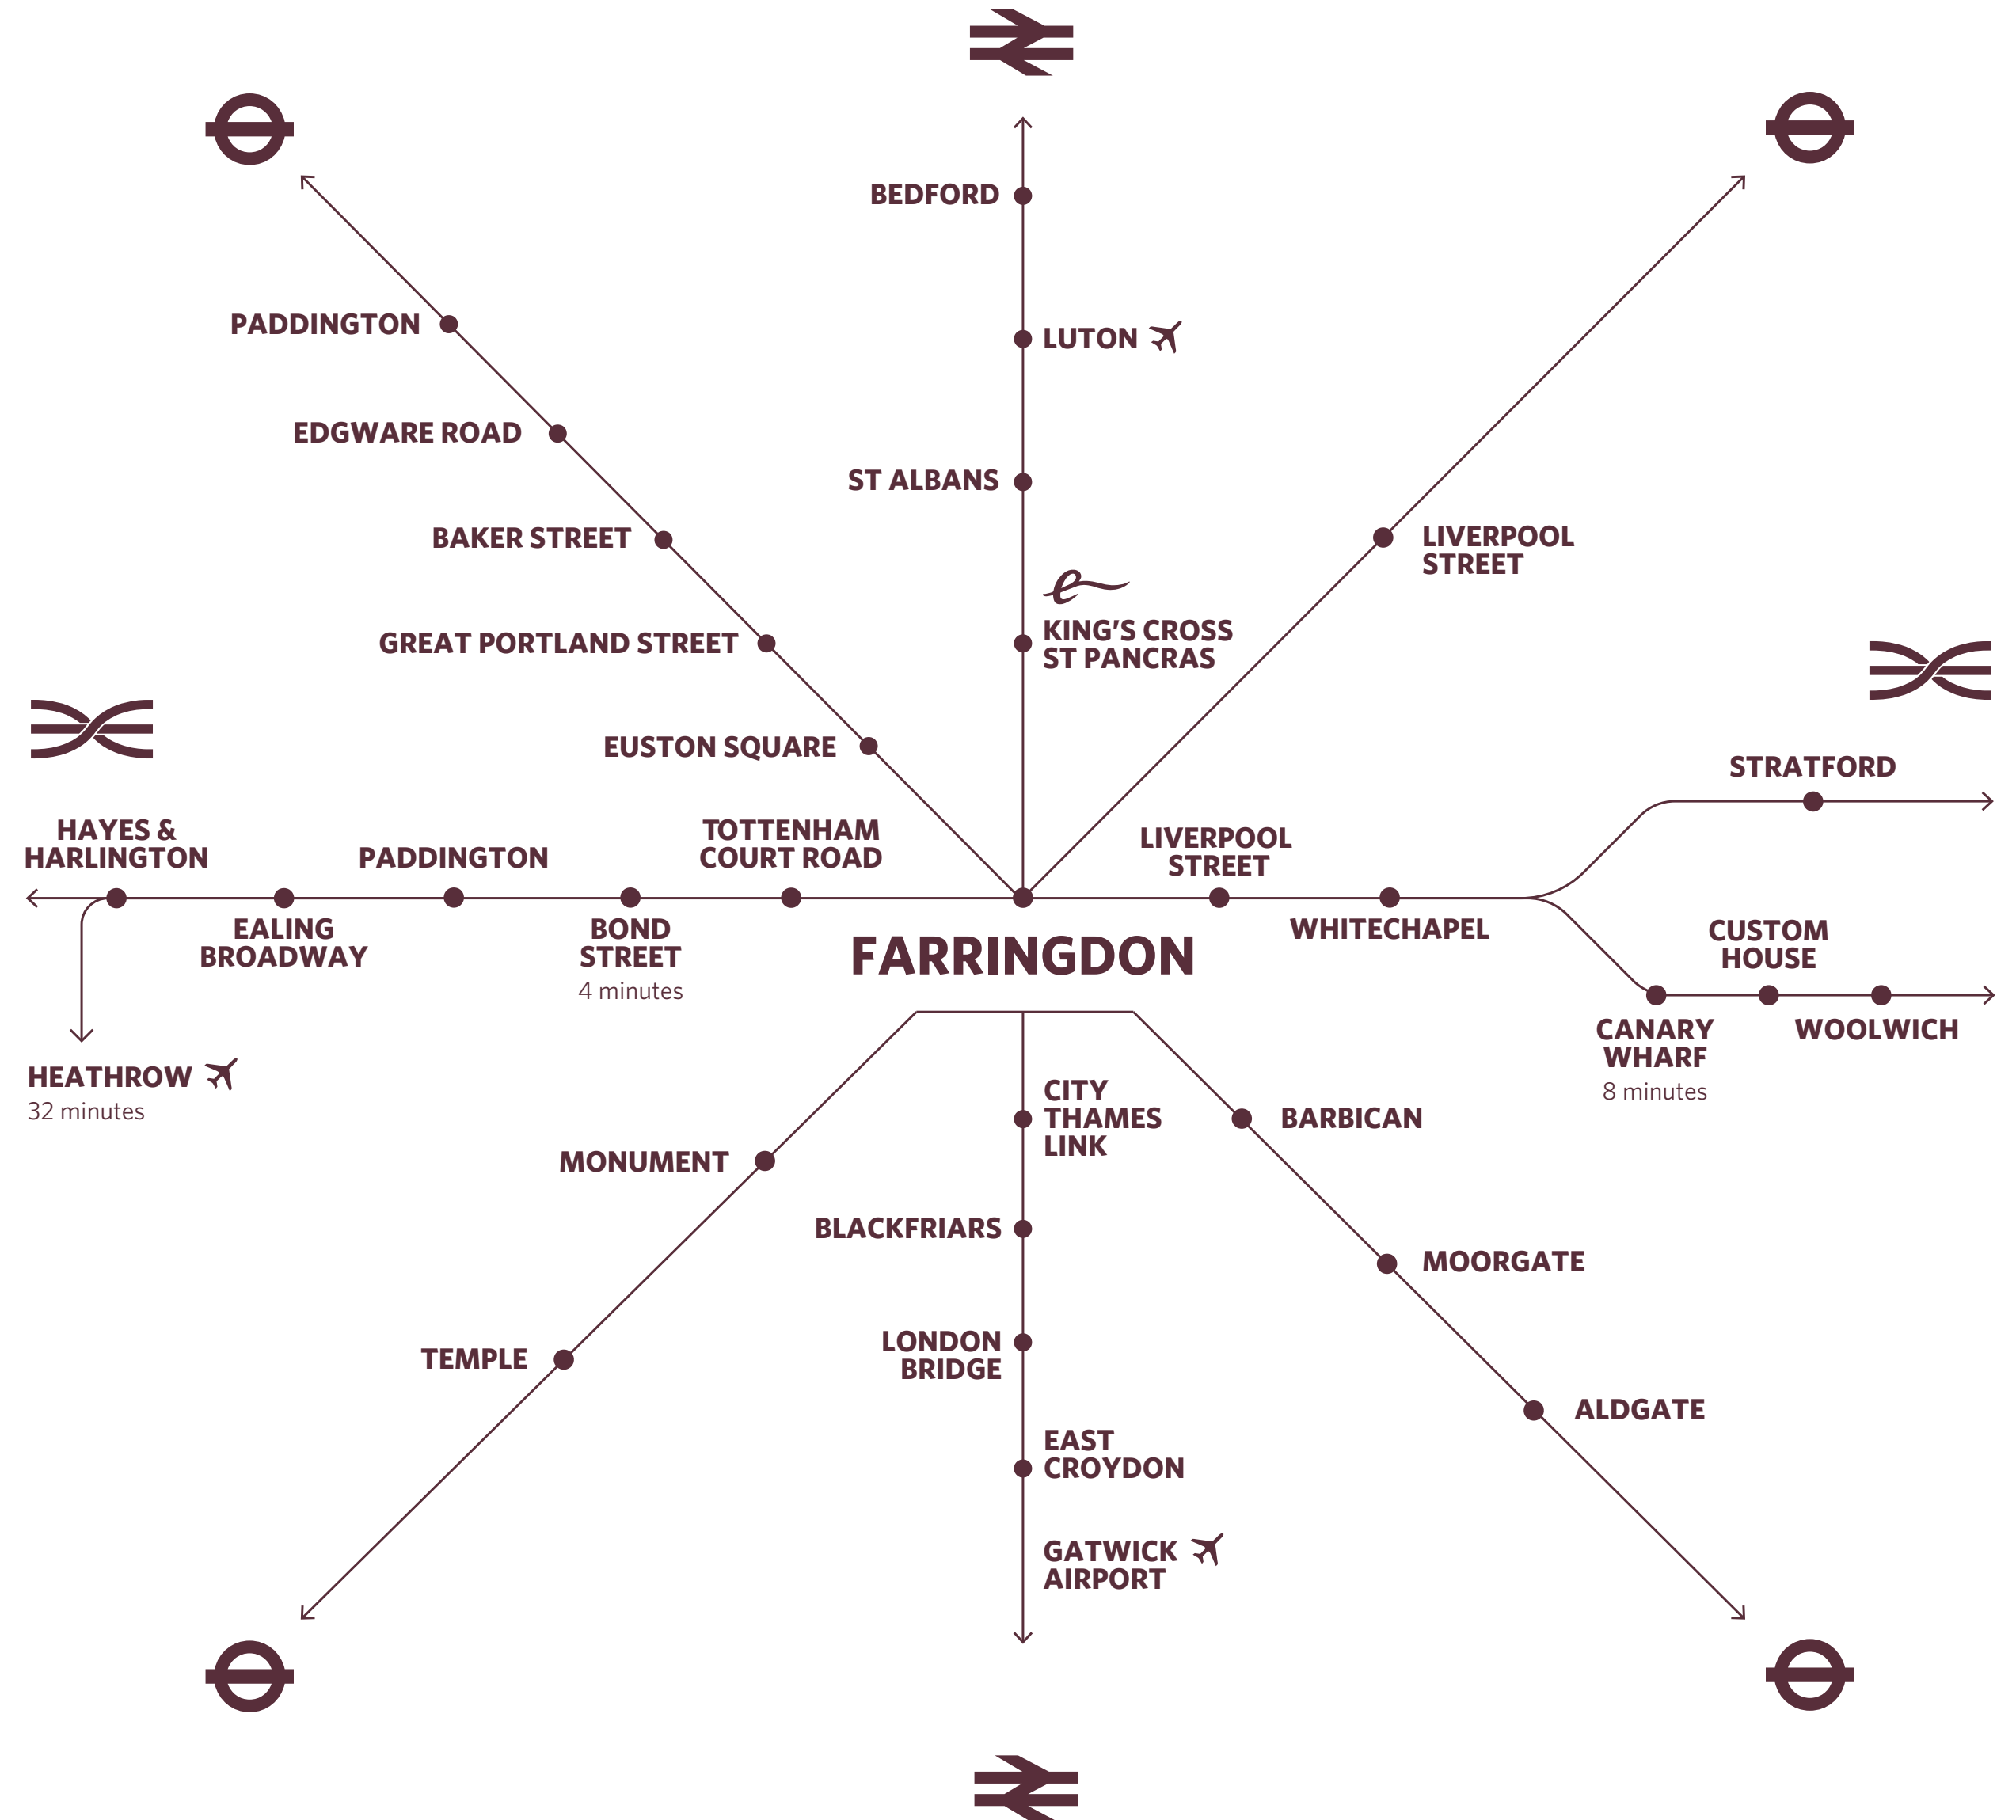 BEDFORD
PADDINGTON
LUTON
EDGWARE ROAD
ST ALBANS
BAKER STREET
LIVERPOOL
STREET
e
KING'S CROSS
ST PANCRAS
GREAT PORTLAND STREET
EUSTON SQUARE
STRATFORD
HAYES &
HARLINGTON
PADDINGTON
TOTTENHAM
COURT ROAD
LIVERPOOL
STREET
EALING
BROADWAY
BOND
STREET
4 minutes
FARRINGDON
WHITECHAPEL
CUSTOM
HOUSE
CANARY
WHARF
8 minutes
WOOLWICH
HEATHROW
32 minutes
CITY
THAMES
LINK
BARBICAN
MONUMENT
BLACKFRIARS
MOORGATE
LONDON
BRIDGE
TEMPLE
ALDGATE
EAST
CROYDON
GATWICK
AIRPORT